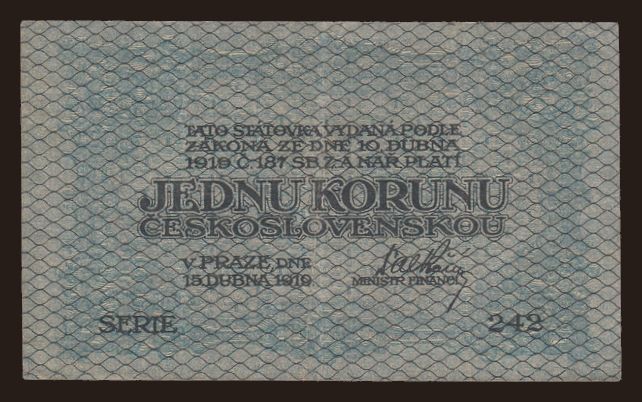 TATO STÁTOVKA VYDANÁ PODLE
ZÁKONA ZE DNE 10. DUBNA
1919 Č. 187 SB. Z. A NAŘ. PLATÍ
JEDNU KORUNU
ČESKOSLOVENSKOU
V PRAZE, DNE
15. DUBNA 1919
MINISTR FINANCÍ
SERIE 242